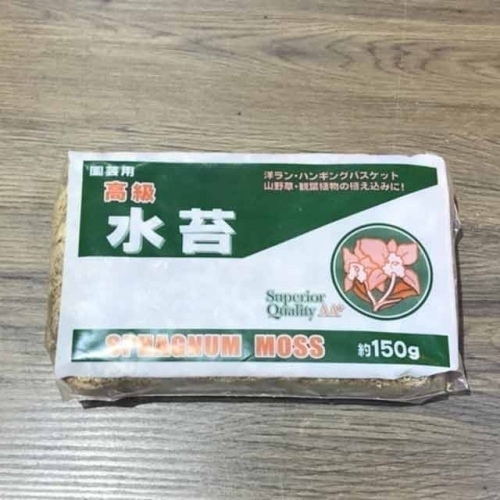 園芸用
高級
水苔
洋ラン・ハンギングバスケット
山野草・観葉植物の植え込みに!
Superior
Quality AA
SPHAGNUM MOSS
約150g